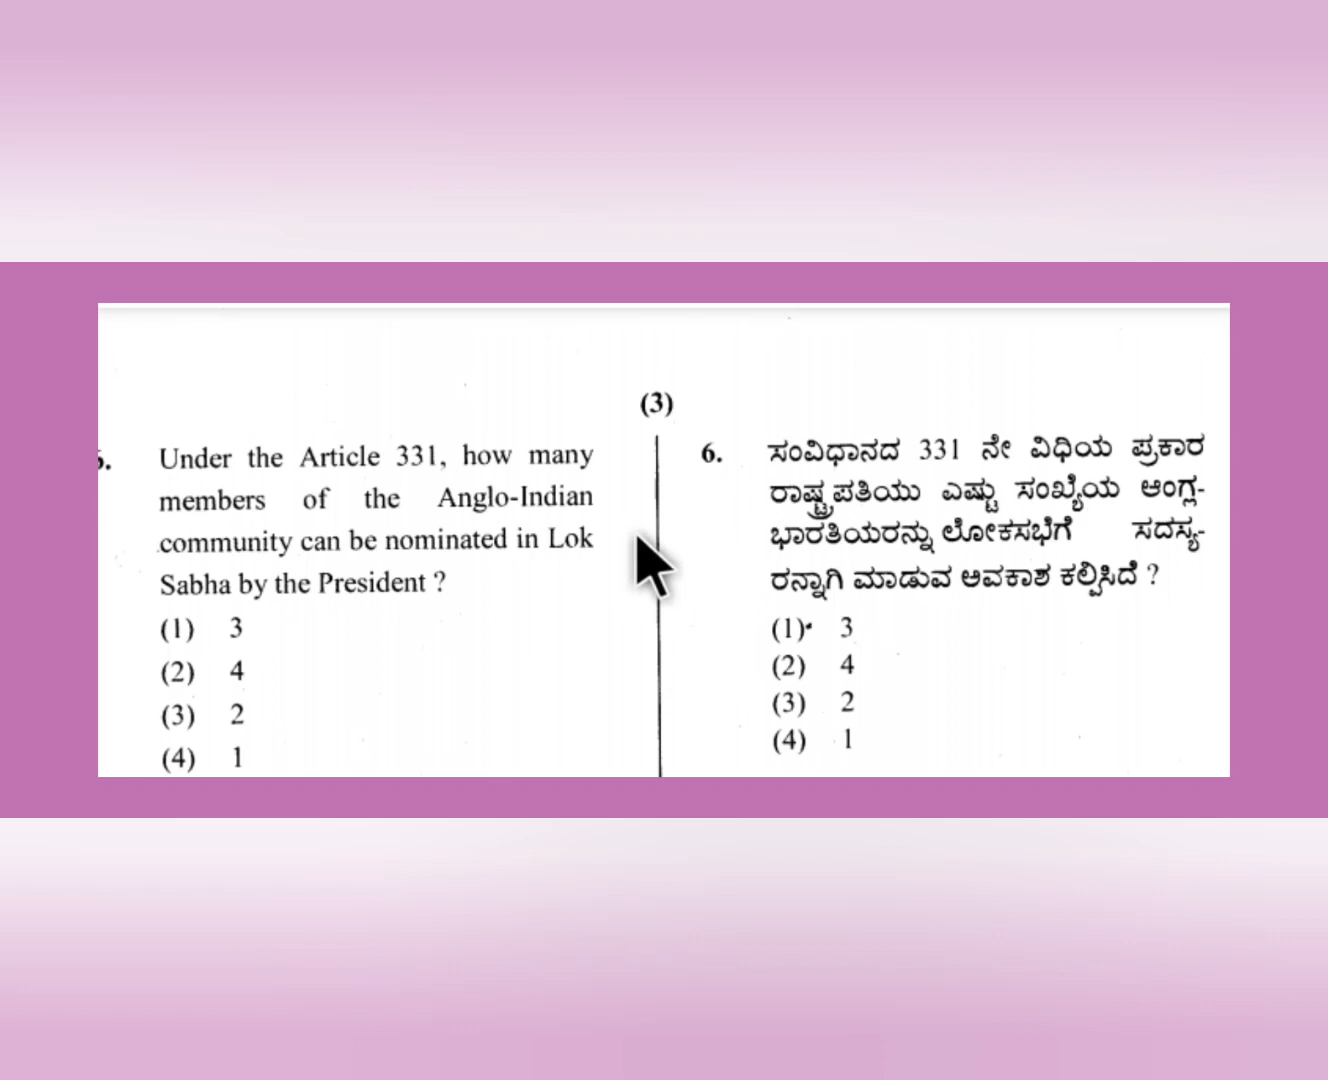 (3)
Under the Article 331, how many
members of the Anglo-Indian
community can be nominated in Lok
Sabha by the President ?
(1) 3
(2) 4
(3) 2
(4) 1
6. ಸಂವಿಧಾನದ 331 ನೇ ವಿಧಿಯ ಪ್ರಕಾರ
ರಾಷ್ಟ್ರಪತಿಯು ಎಷ್ಟು ಸಂಖ್ಯೆಯ ಆಂಗ್ಲ-
ಭಾರತಿಯರನ್ನು ಲೋಕಸಭೆಗೆ ಸದಸ್ಯ-
ರನ್ನಾಗಿ ಮಾಡುವ ಅವಕಾಶ ಕಲ್ಪಿಸಿದೆ ?
(1) 3
(2) 4
(3) 2
(4) 1